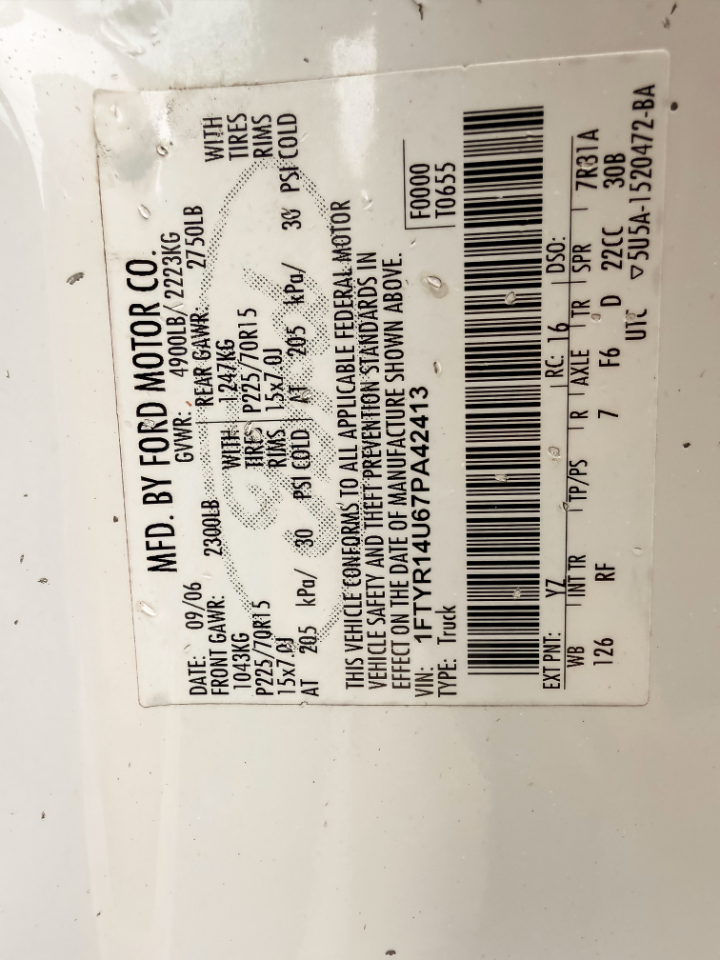 MFD. BY FORD MOTOR CO.
DATE: 09/06 GVWR: 4900LB/ 2223KG
FRONT GAWR: 2300LB REAR GAWR: 2750LB
1043KG WITH 1247KG WITH
P225/70R15 TIRES P225/70R15 TIRES
15x7.0J RIMS 15x7.0J RIMS
AT 205 kPa/ 30 PSI COLD AT 205 kPa/ 30 PSI COLD
THIS VEHICLE CONFORMS TO ALL APPLICABLE FEDERAL MOTOR
VEHICLE SAFETY AND THEFT PREVENTION STANDARDS IN
EFFECT ON THE DATE OF MANUFACTURE SHOWN ABOVE.
VIN: 1FTYR14U67PA42413 F0000
TYPE: Truck T0655
EXT PNT: YZ RC: 16 DSO:
WB INT TR TP/PS R AXLE TR SPR 7R31A
126 RF 7 F6 D 22CC 30B
UTC ▽5U5A-1520472-BA